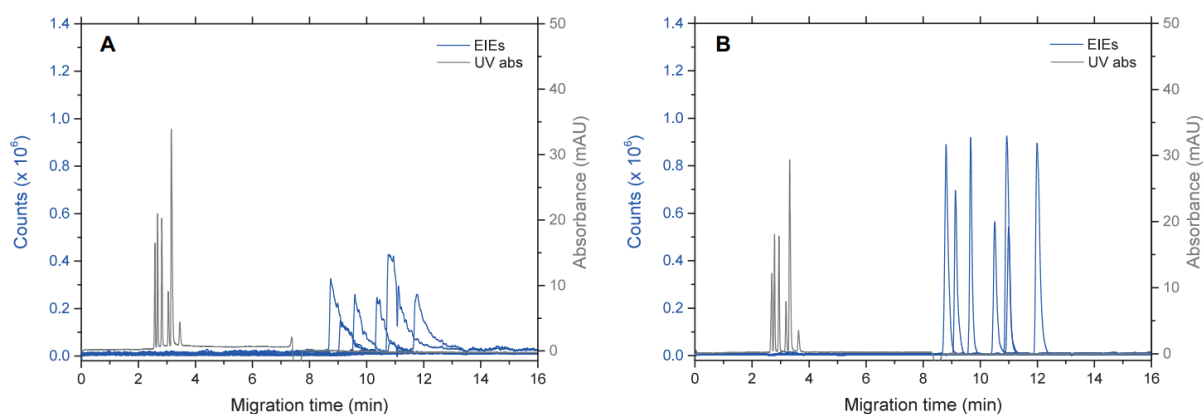 A
EIEs
UV abs
Counts (x 10⁶)
1.4
1.2
1.0
0.8
0.6
0.4
0.2
0.0
50
40
30
20
10
0
Absorbance (mAU)
0 2 4 6 8 10 12 14 16
Migration time (min)
B
EIEs
UV abs
Counts (x 10⁶)
1.4
1.2
1.0
0.8
0.6
0.4
0.2
0.0
50
40
30
20
10
0
Absorbance (mAU)
0 2 4 6 8 10 12 14 16
Migration time (min)